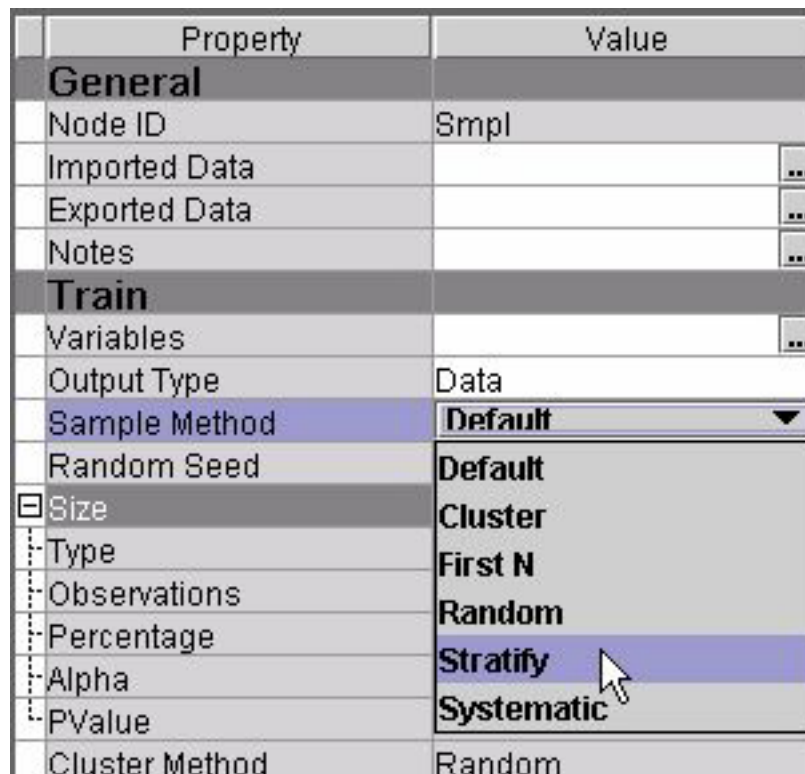 Property Value
General
Node ID Smpl
Imported Data ...
Exported Data ...
Notes ...
Train
Variables ...
Output Type Data
Sample Method Default
Random Seed Default
Size Cluster
Type First N
Observations Random
Percentage Stratify
Alpha Systematic
PValue
Cluster Method Random